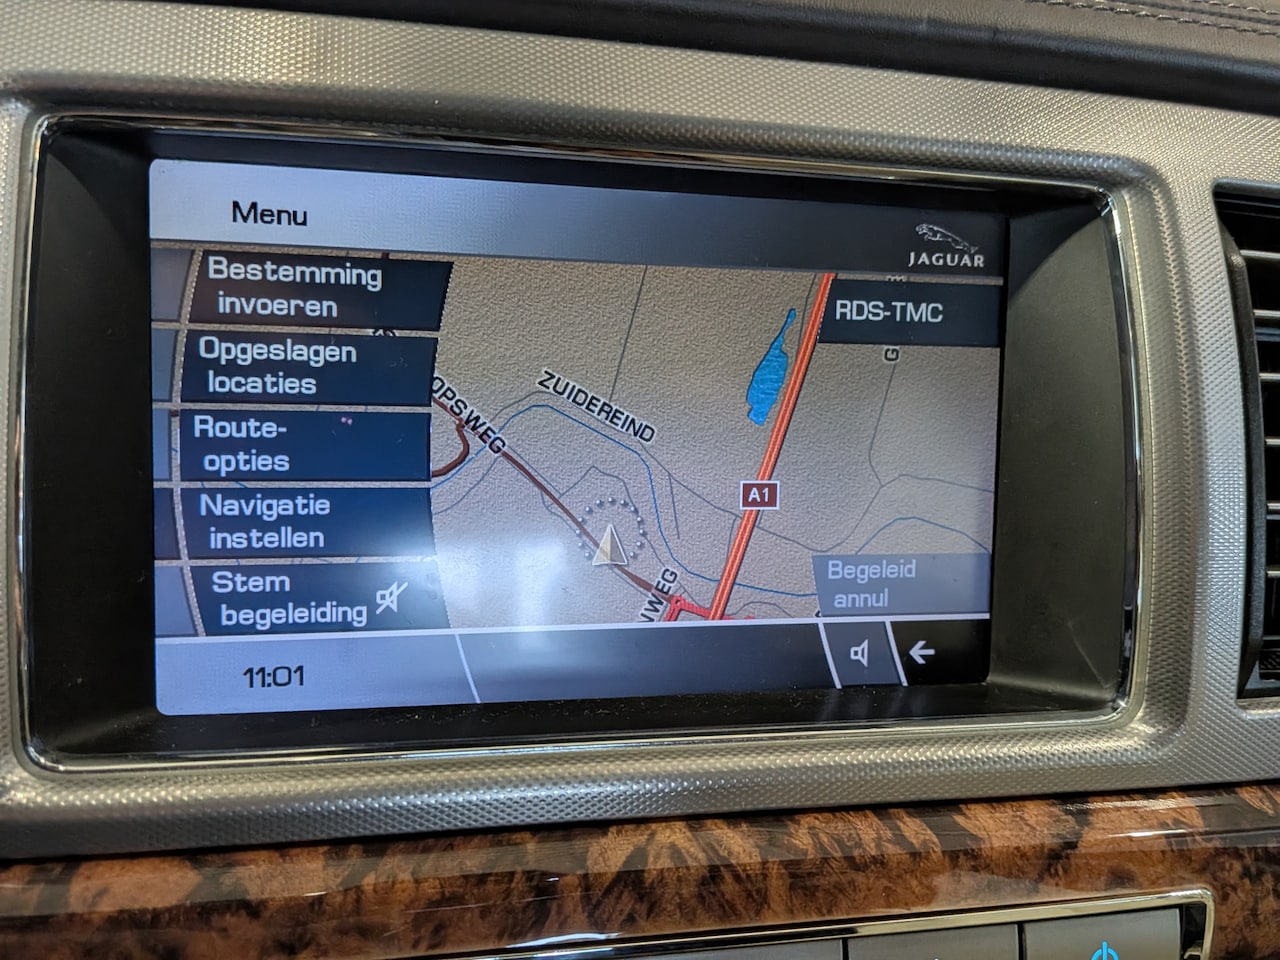 Menu
JAGUAR
Bestemming
invoeren
RDS-TMC
Opgeslagen
locaties
G
OPSWEG
ZUIDEREIND
Route-
opties
A1
Navigatie
instellen
Begeleid
annul
Stem
begeleiding
WEG
11:01